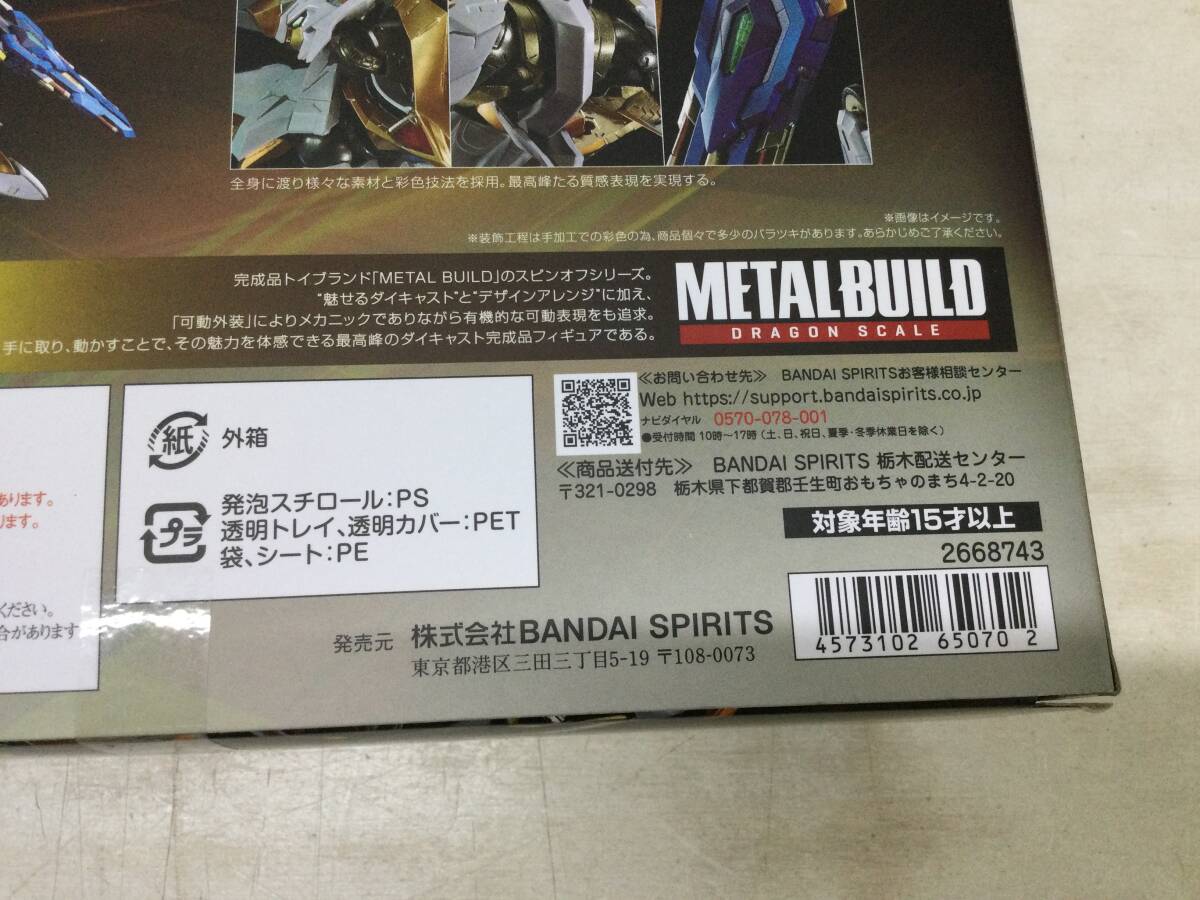 全身に渡り様々な素材と彩色技法を採用。最高峰たる質感表現を実現する。
※画像はイメージです。
※装飾工程は手加工での彩色の為、商品個々で多少のバラツキがあります。あらかじめご了承ください。
完成品トイブランド「METAL BUILD」のスピンオフシリーズ。
“魅せるダイキャスト”と“デザインアレンジ”に加え、
「可動外装」によりメカニックでありながら有機的な可動表現をも追求。
手に取り、動かすことで、その魅力を体感できる最高峰のダイキャスト完成品フィギュアである。
METAL BUILD
DRAGON SCALE
≪お問い合わせ先≫ BANDAI SPIRITSお客様相談センター
Web https://support.bandaispirits.co.jp
ナビダイヤル 0570-078-001
●受付時間 10時～17時（土、日、祝日、夏季・冬季休業日を除く）
≪商品送付先≫ BANDAI SPIRITS 栃木配送センター
〒321-0298 栃木県下都賀郡壬生町おもちゃのまち4-2-20
対象年齢15才以上
2668743
4573102 65070 2
紙 外箱
プラ
発泡スチロール:PS
透明トレイ、透明カバー:PET
袋、シート:PE
あります。
ります。
ください。
合があります
発売元 株式会社BANDAI SPIRITS
東京都港区三田三丁目5-19 〒108-0073